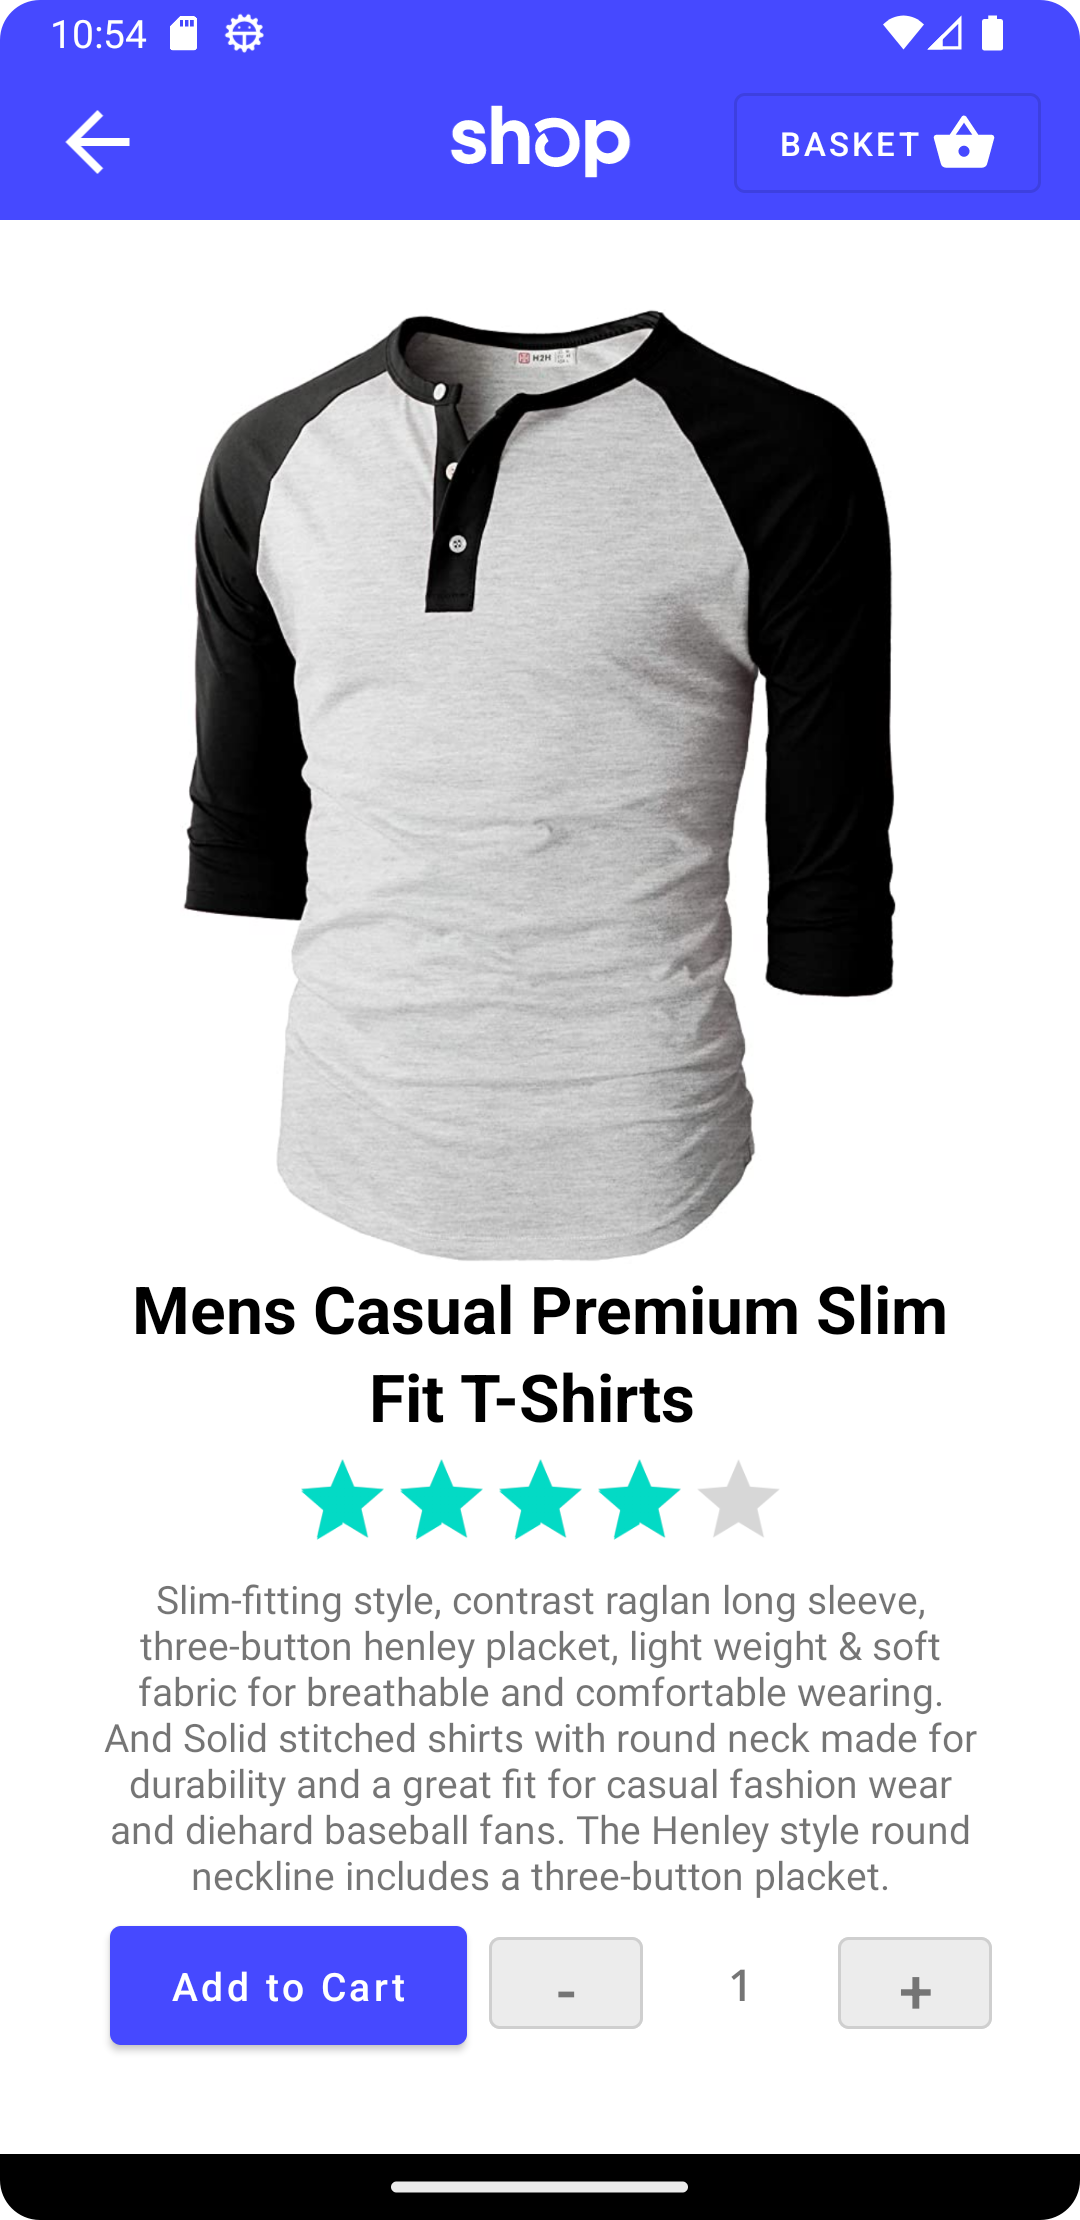 10:54
shop
BASKET
H2H
Mens Casual Premium Slim
Fit T-Shirts
Slim-fitting style, contrast raglan long sleeve,
three-button henley placket, light weight & soft
fabric for breathable and comfortable wearing.
And Solid stitched shirts with round neck made for
durability and a great fit for casual fashion wear
and diehard baseball fans. The Henley style round
neckline includes a three-button placket.
Add to Cart
-
1
+